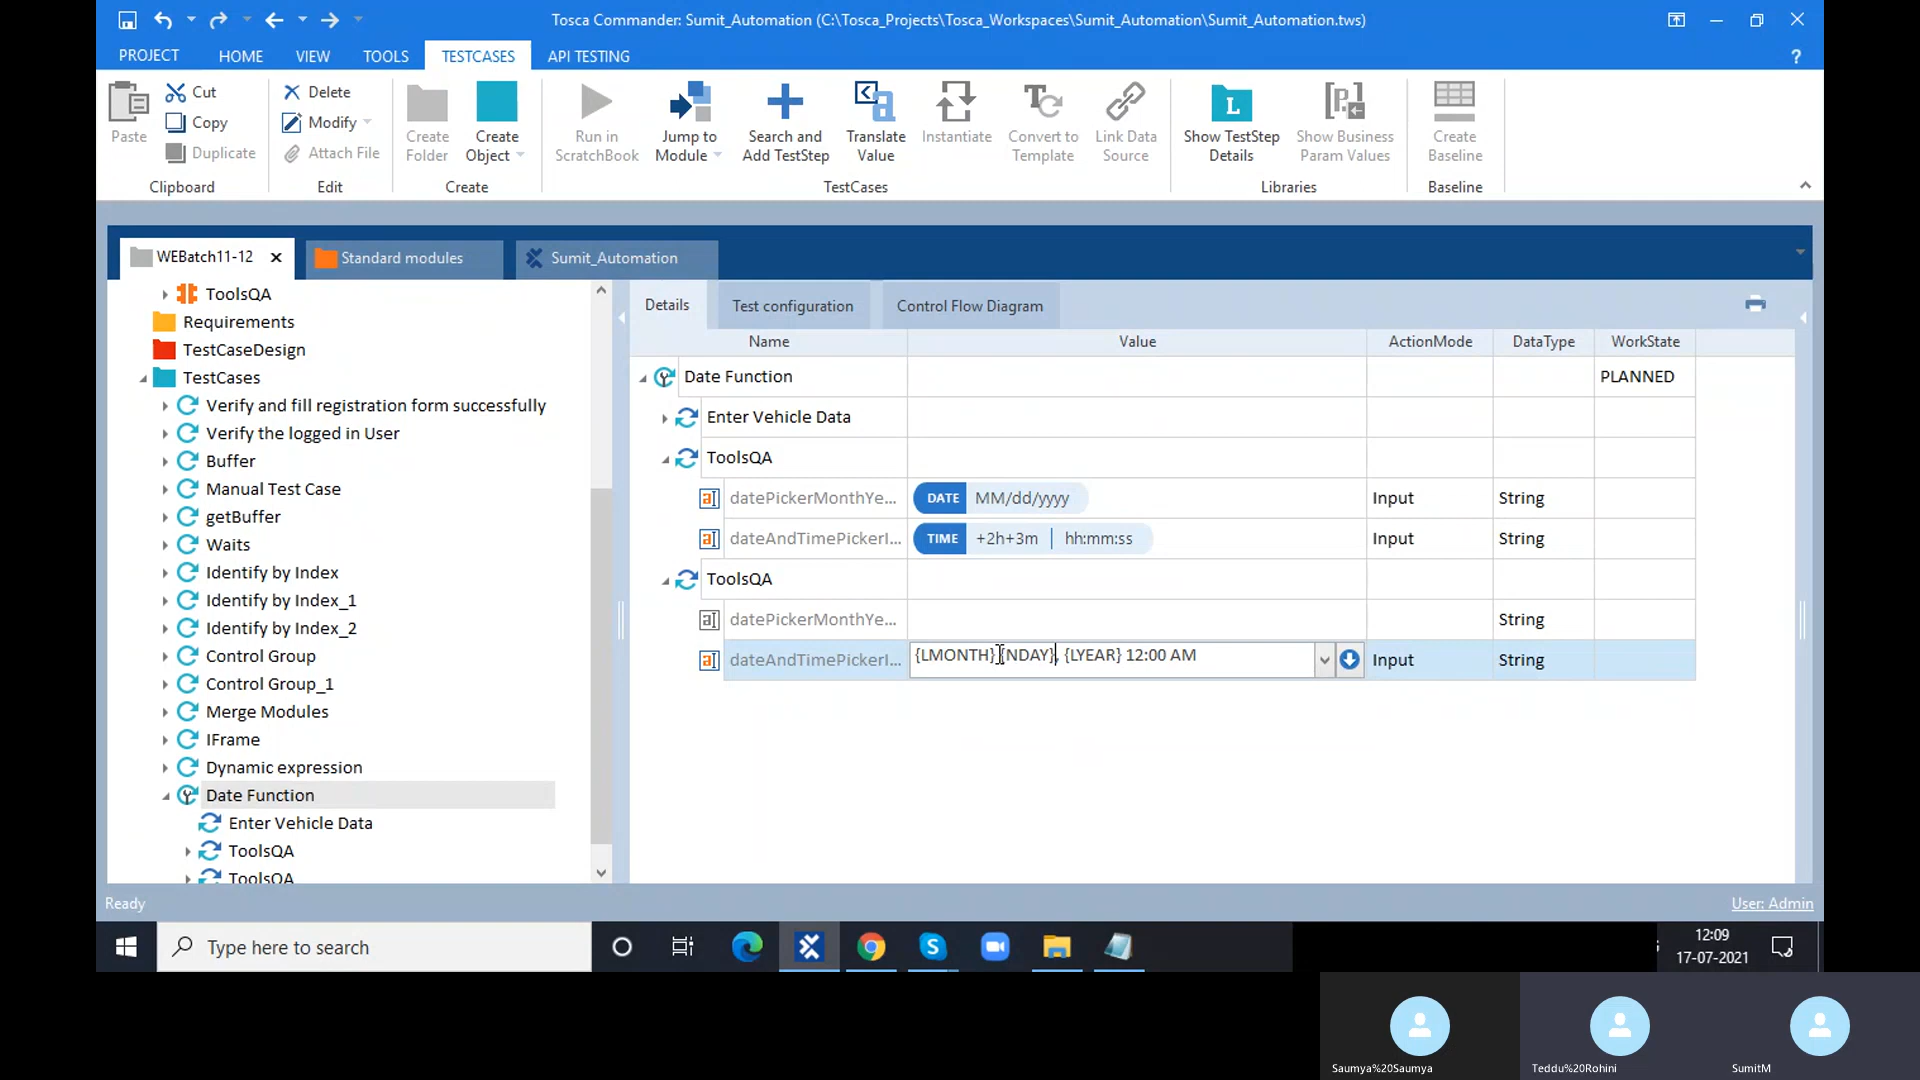 Tosca Commander: Sumit_Automation (C:\Tosca_Projects\Tosca_Workspaces\Sumit_Automation\Sumit_Automation.tws)
PROJECT HOME VIEW TOOLS TESTCASES API TESTING ?
Paste
Cut
Copy
Duplicate
Clipboard
Delete
Modify
Attach File
Edit
Create Folder
Create Object
Create
Run in ScratchBook
Jump to Module
Search and Add TestStep
Translate Value
Instantiate
Convert to Template
Link Data Source
TestCases
Show TestStep Details
Show Business Param Values
Libraries
Create Baseline
Baseline
WEBatch11-12
Standard modules
Sumit_Automation
ToolsQA
Requirements
TestCaseDesign
TestCases
Verify and fill registration form successfully
Verify the logged in User
Buffer
Manual Test Case
getBuffer
Waits
Identify by Index
Identify by Index_1
Identify by Index_2
Control Group
Control Group_1
Merge Modules
IFrame
Dynamic expression
Date Function
Enter Vehicle Data
ToolsQA
ToolsQA
Details Test configuration Control Flow Diagram
Name Value ActionMode DataType WorkState
Date Function PLANNED
Enter Vehicle Data
ToolsQA
datePickerMonthYe... DATE MM/dd/yyyy Input String
dateAndTimePickerI... TIME +2h+3m hh:mm:ss Input String
ToolsQA
datePickerMonthYe... String
dateAndTimePickerI... {LMONTH} {NDAY}, {LYEAR} 12:00 AM Input String
Ready User: Admin
Type here to search
12:09
17-07-2021
Saumya%20Saumya
Teddu%20Rohini
SumitM